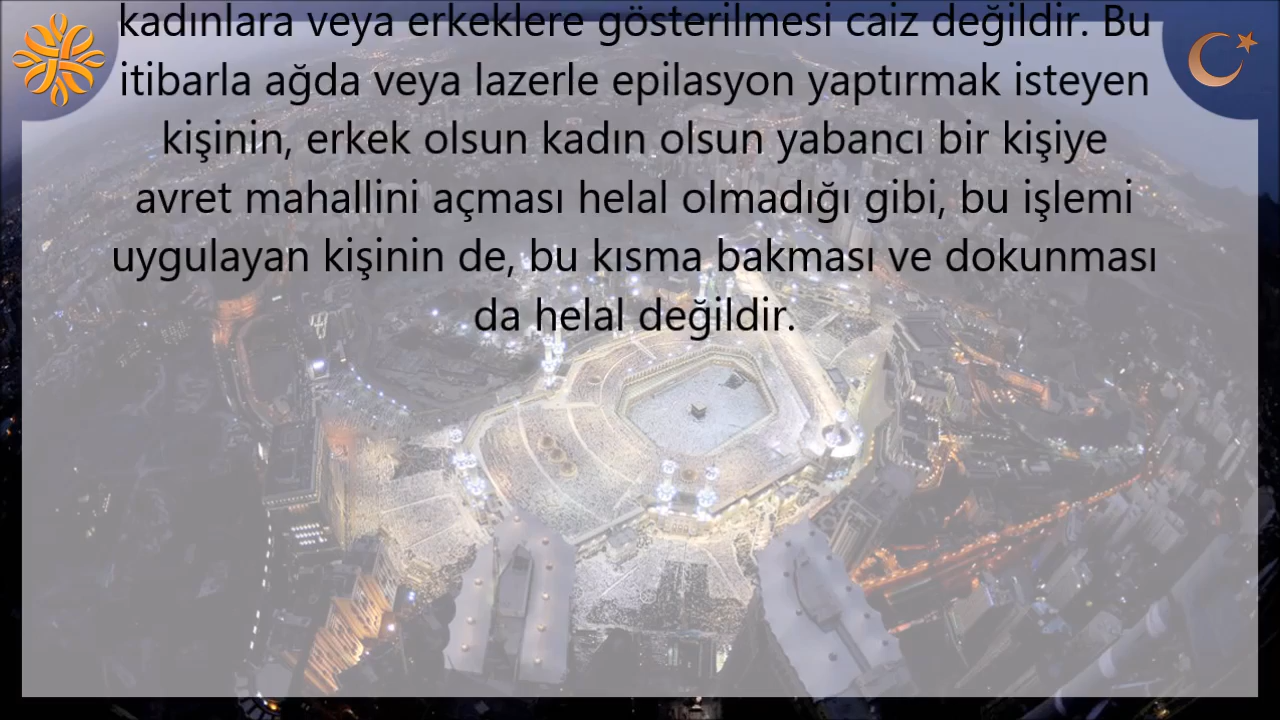 kadınlara veya erkeklere gösterilmesi caiz değildir. Bu
itibarla ağda veya lazerle epilasyon yaptırmak isteyen
kişinin, erkek olsun kadın olsun yabancı bir kişiye
avret mahallini açması helal olmadığı gibi, bu işlemi
uygulayan kişinin de, bu kısma bakması ve dokunması
da helal değildir.